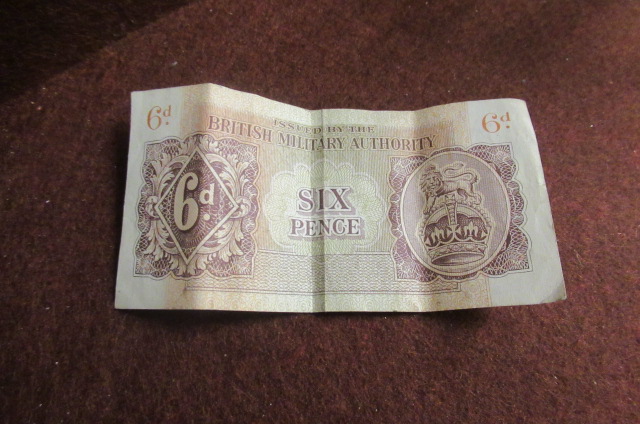 6d.
6d.
ISSUED BY THE
BRITISH MILITARY AUTHORITY
6d.
SIX
PENCE